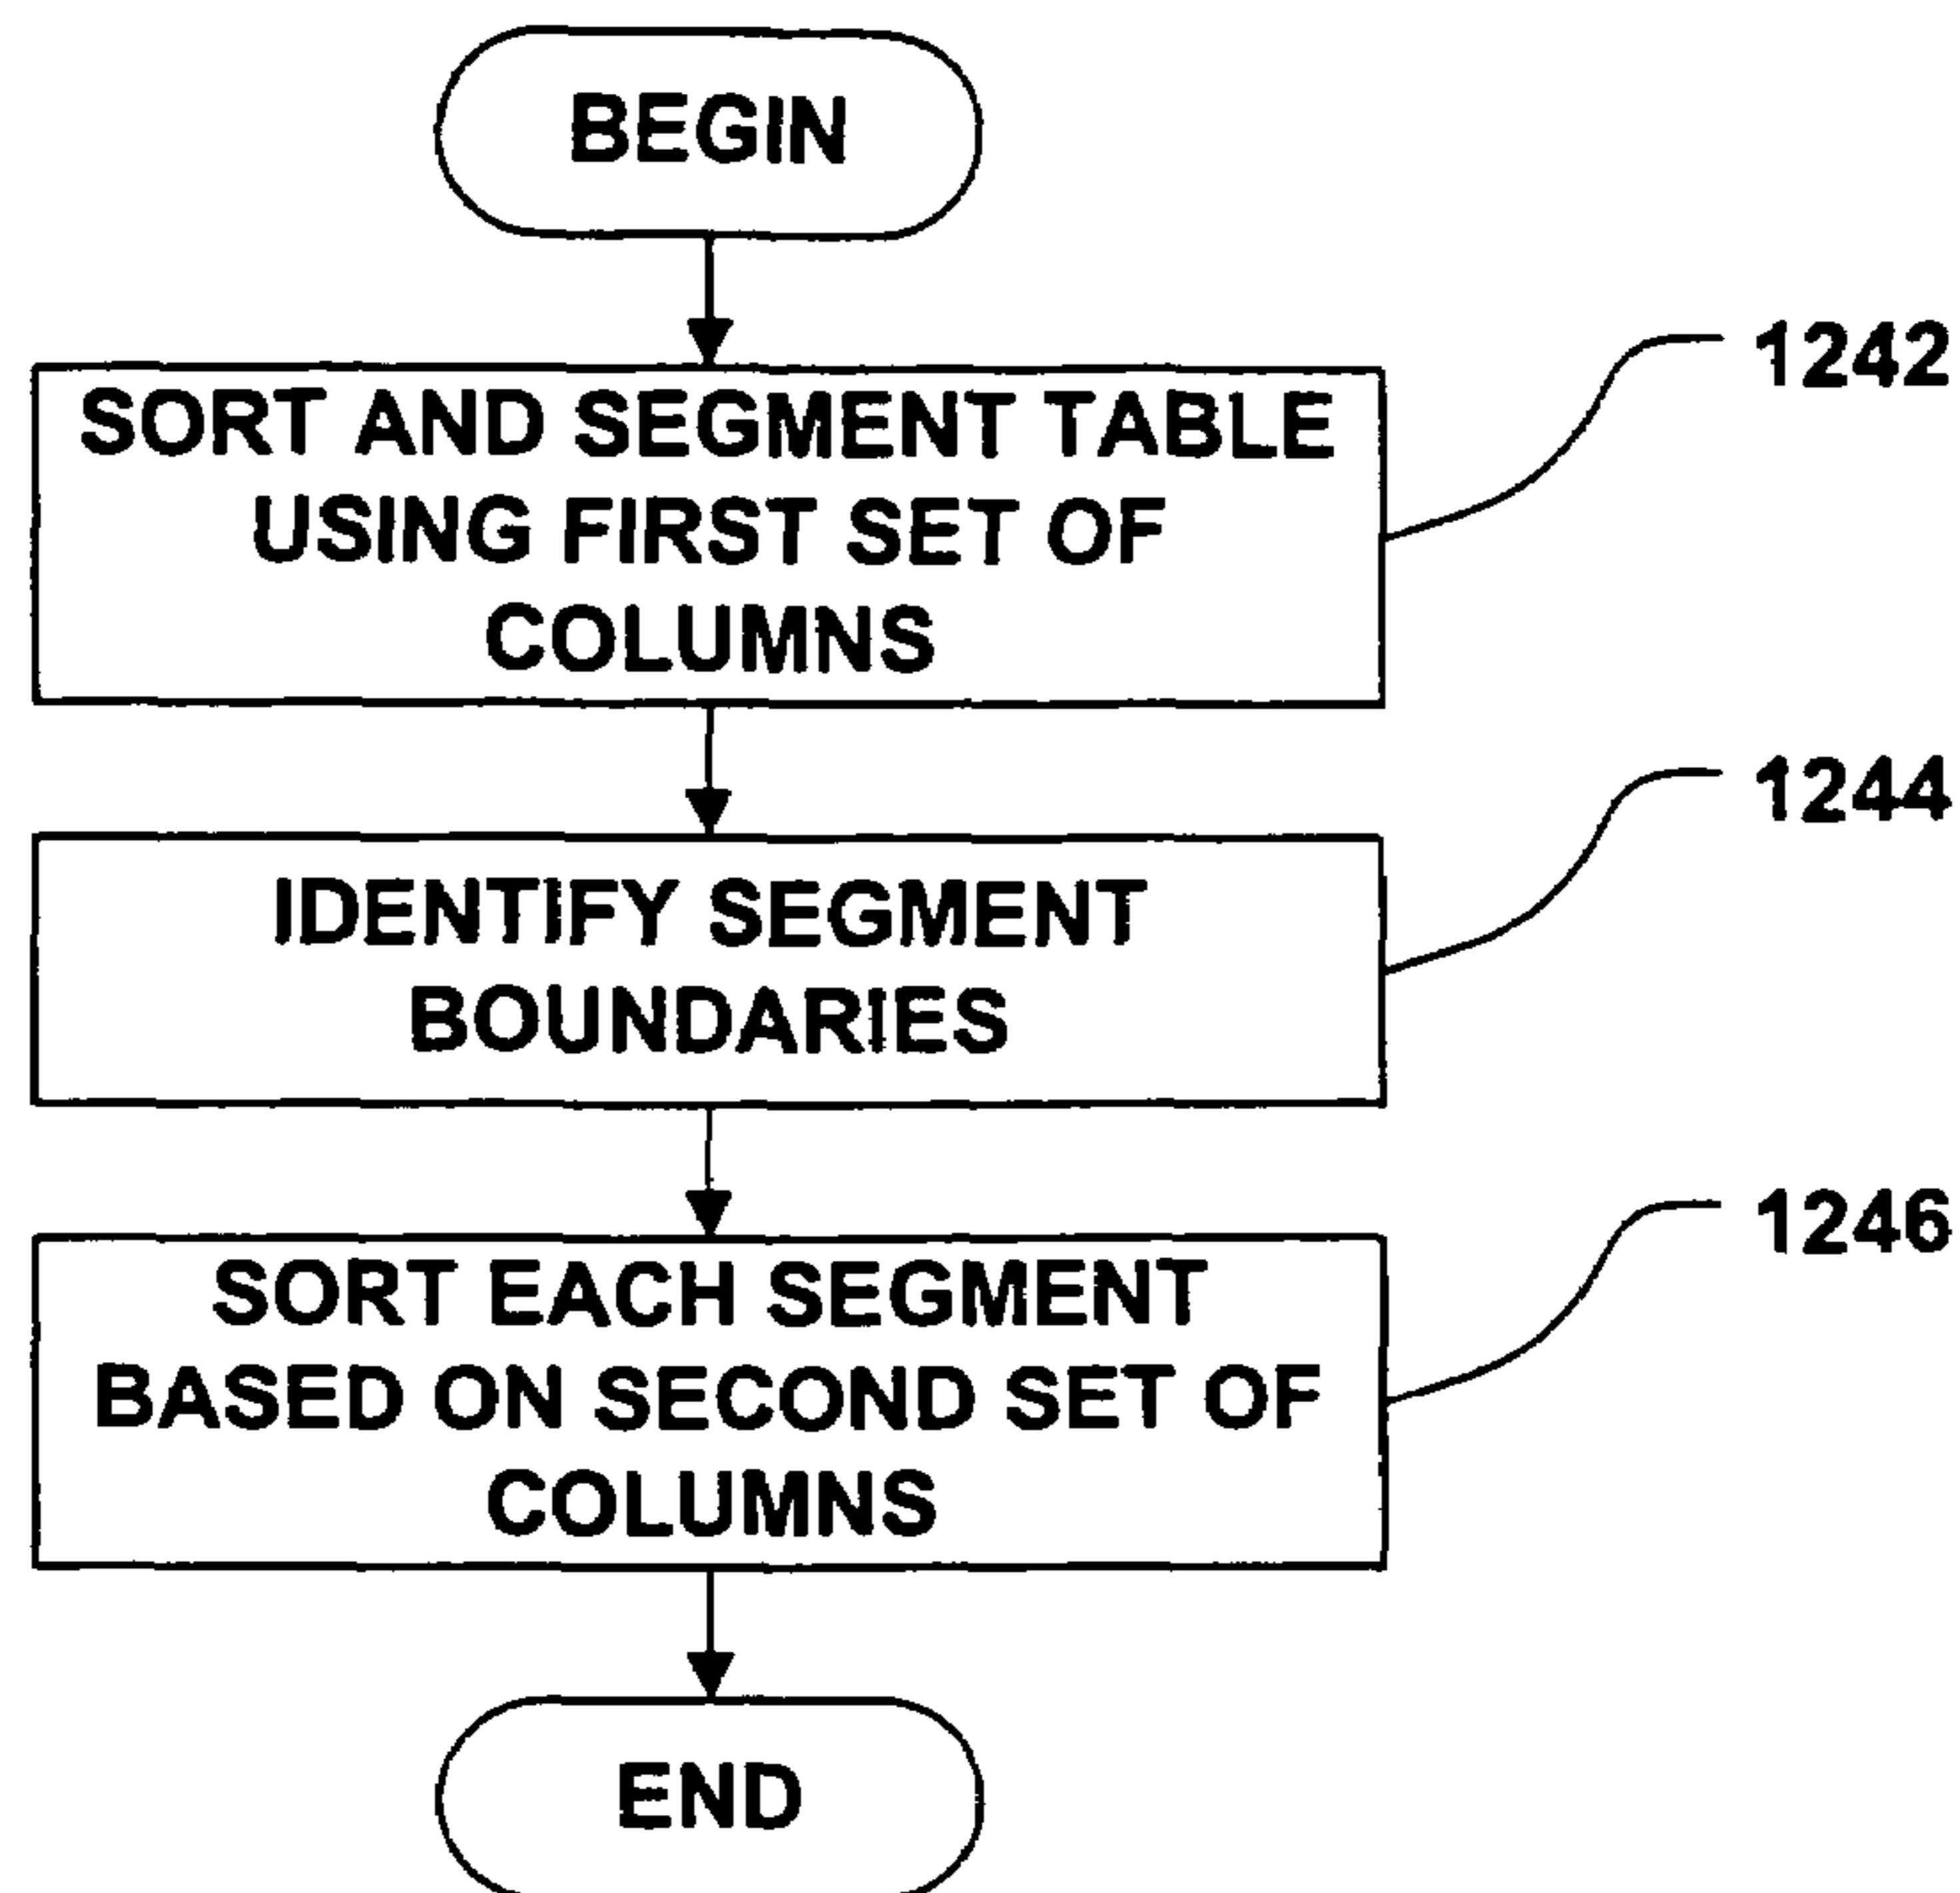 BEGIN
1242
SORT AND SEGMENT TABLE
USING FIRST SET OF
COLUMNS
1244
IDENTIFY SEGMENT
BOUNDARIES
1246
SORT EACH SEGMENT
BASED ON SECOND SET OF
COLUMNS
END